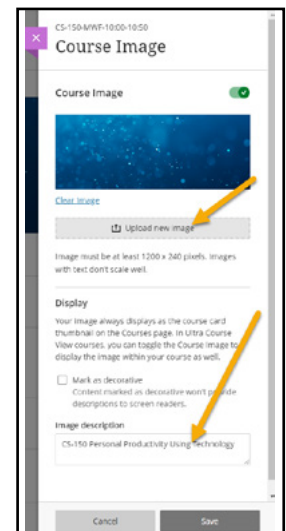 CS-150-MWF-10:00-10:50
Course Image
Course Image
Clear Image
Upload new image
Image must be at least 1200 x 240 pixels. Images
with text don't scale well.
Display
Your Image always displays as the course card
thumbnail on the Courses page. In Ultra Course
View courses, you can toggle the Course Image to
display the image within your course as well.
Mark as decorative
Content marked as decorative won't provide
descriptions to screen readers.
Image description
CS-150 Personal Productivity Using Technology
Cancel
Save